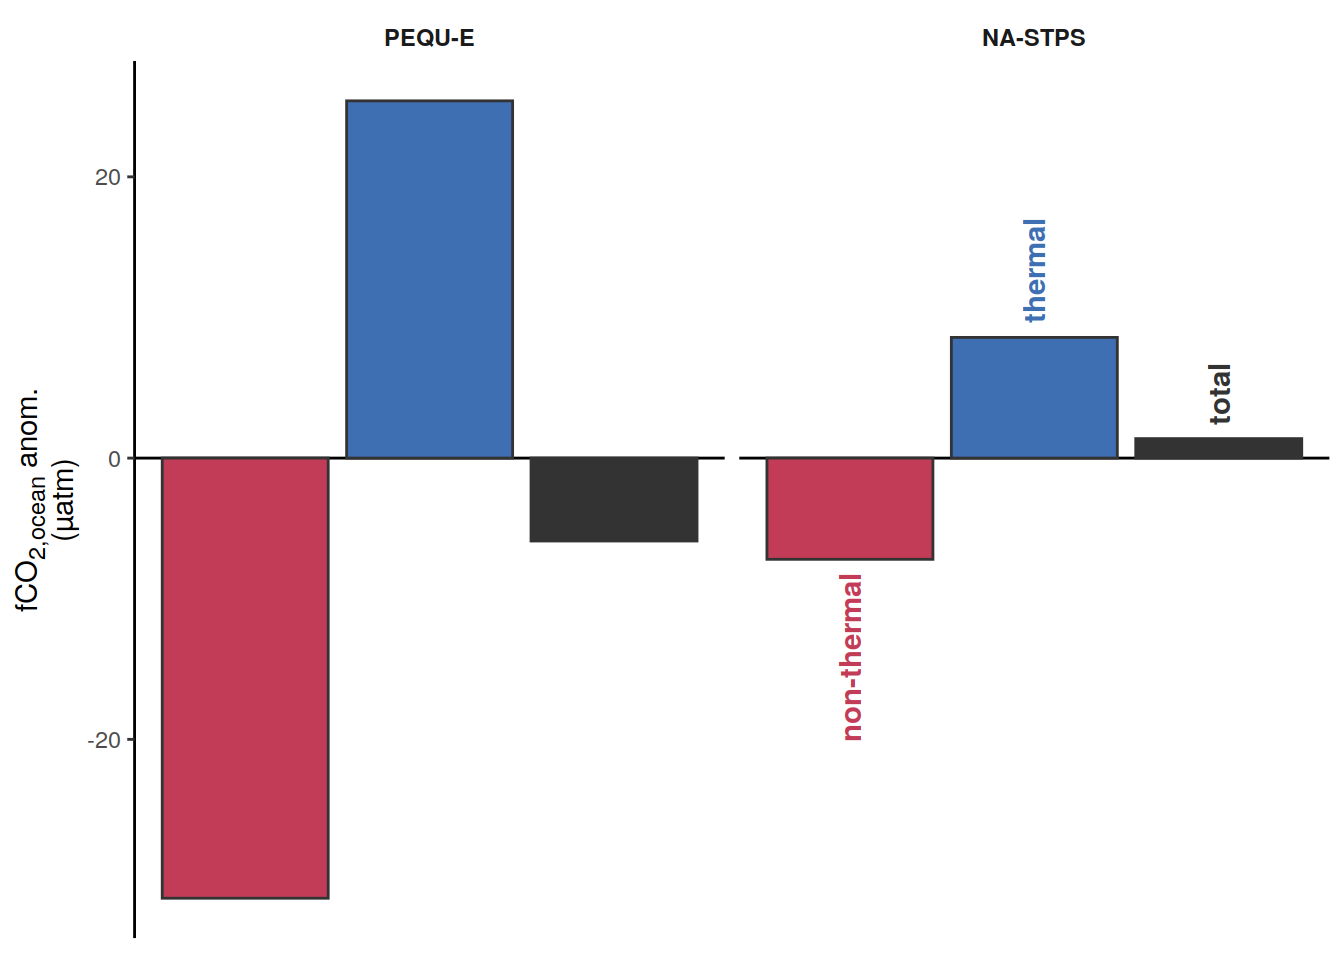 PEQU-E
NA-STPS
20
0
-20
fCO₂,ocean anom.
(µatm)
thermal
total
non-thermal